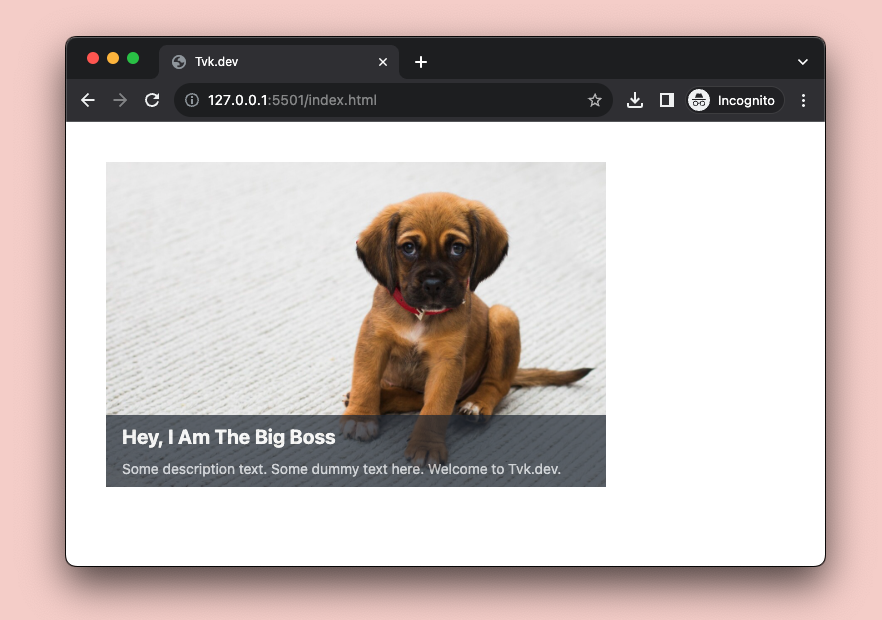 Tvk.dev
127.0.0.1:5501/index.html
Incognito
Hey, I Am The Big Boss
Some description text. Some dummy text here. Welcome to Tvk.dev.